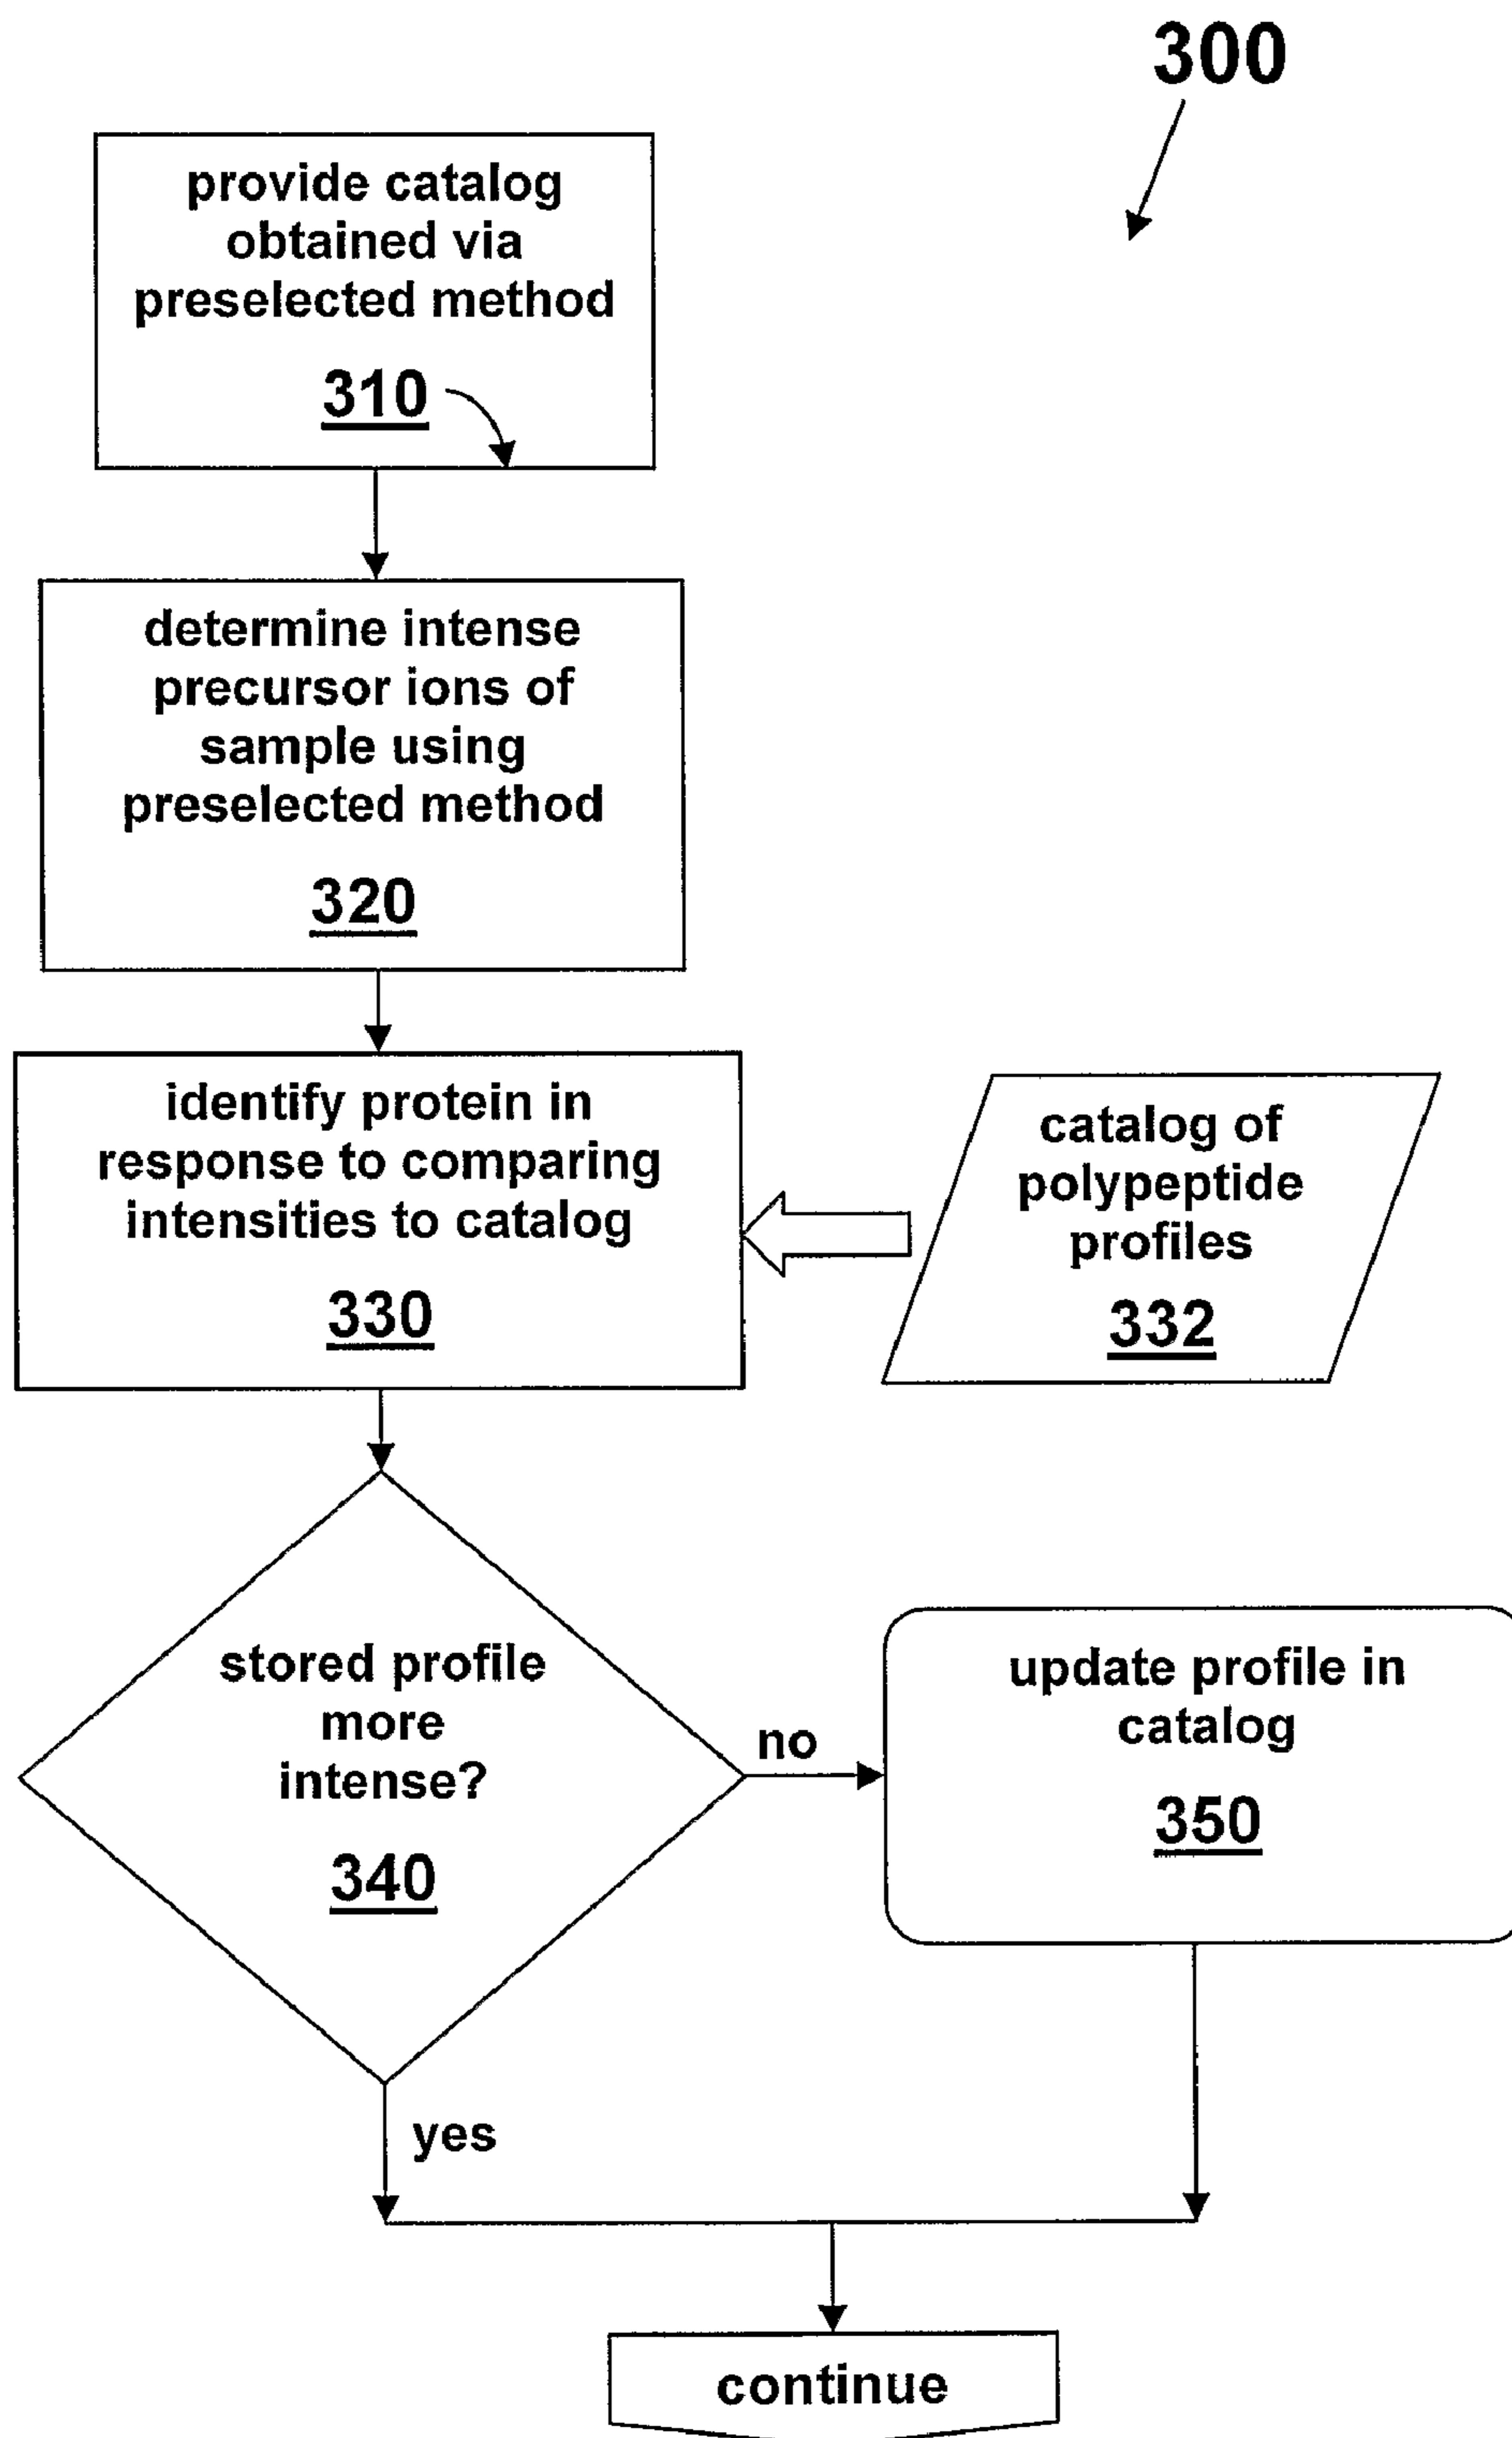 300
provide catalog
obtained via
preselected method
310
determine intense
precursor ions of
sample using
preselected method
320
identify protein in
response to comparing
intensities to catalog
330
catalog of
polypeptide
profiles
332
stored profile
more
intense?
340
no
update profile in
catalog
350
yes
continue